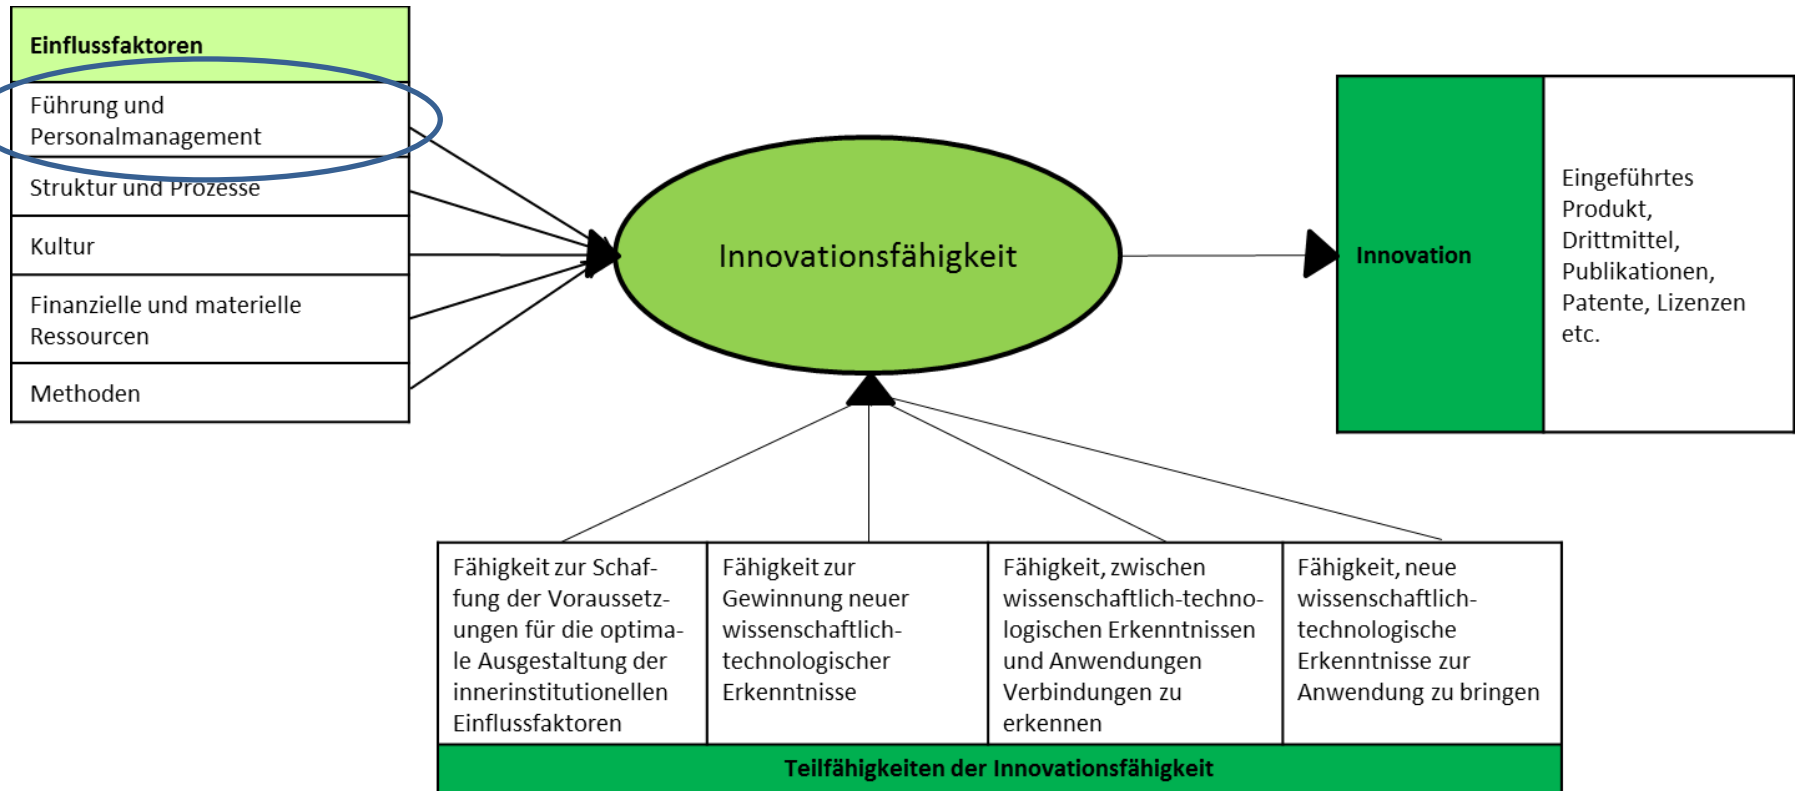 Einflussfaktoren
Führung und
Personalmanagement
Struktur und Prozesse
Kultur
Finanzielle und materielle
Ressourcen
Methoden
Innovationsfähigkeit
Innovation
Eingeführtes
Produkt,
Drittmittel,
Publikationen,
Patente, Lizenzen
etc.
Fähigkeit zur Schaf-
fung der Voraussetz-
ungen für die optima-
le Ausgestaltung der
innerinstitutionellen
Einflussfaktoren
Fähigkeit zur
Gewinnung neuer
wissenschaftlich-
technologischer
Erkenntnisse
Fähigkeit, zwischen
wissenschaftlich-techno-
logischen Erkenntnissen
und Anwendungen
Verbindungen zu
erkennen
Fähigkeit, neue
wissenschaftlich-
technologische
Erkenntnisse zur
Anwendung zu bringen
Teilfähigkeiten der Innovationsfähigkeit